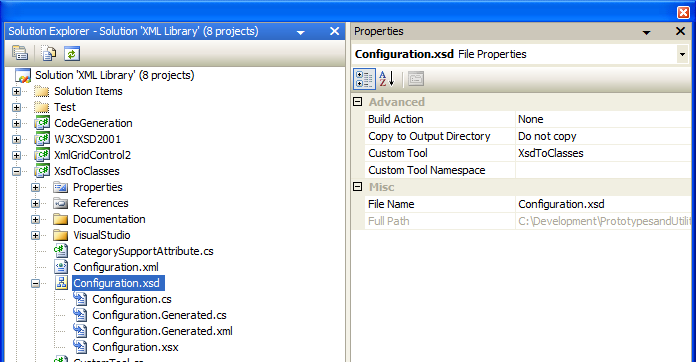 Solution Explorer - Solution 'XML Library' (8 projects)
Solution 'XML Library' (8 projects)
Solution Items
Test
CodeGeneration
W3CXSD2001
XmlGridControl2
XsdToClasses
Properties
References
Documentation
VisualStudio
CategorySupportAttribute.cs
Configuration.xml
Configuration.xsd
Configuration.cs
Configuration.Generated.cs
Configuration.Generated.xml
Configuration.xsx
CustomTool.cs
Properties
Configuration.xsd File Properties
Advanced
Build Action None
Copy to Output Directory Do not copy
Custom Tool XsdToClasses
Custom Tool Namespace
Misc
File Name Configuration.xsd
Full Path C:\Development\PrototypesandUtilit